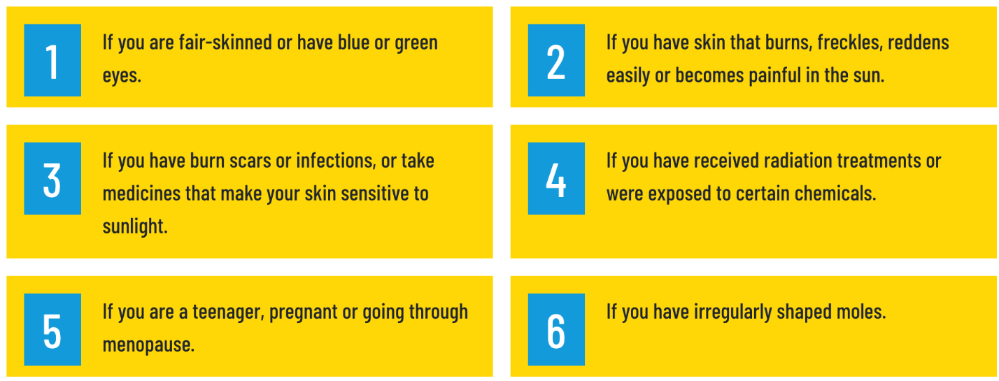 1
If you are fair-skinned or have blue or green
eyes.
2
If you have skin that burns, freckles, reddens
easily or becomes painful in the sun.
3
If you have burn scars or infections, or take
medicines that make your skin sensitive to
sunlight.
4
If you have received radiation treatments or
were exposed to certain chemicals.
5
If you are a teenager, pregnant or going through
menopause.
6
If you have irregularly shaped moles.